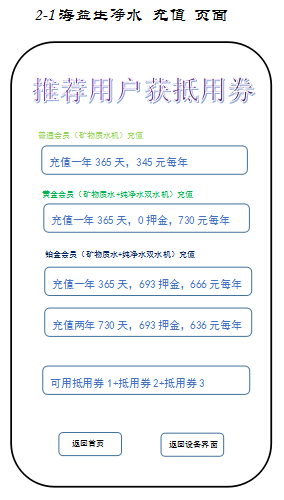 2-1海益生净水 充值 页面
推荐用户获抵用券
普通会员（矿物质水机）充值
充值一年 365 天，345 元每年
黄金会员（矿物质水+纯净水双水机）充值
充值一年 365 天，0 押金，730 元每年
铂金会员（矿物质水+纯净水双水机）充值
充值一年 365 天，693 押金，666 元每年
充值两年 730 天，693 押金，636 元每年
可用抵用券 1+抵用券 2+抵用券 3
返回首页
返回设备界面